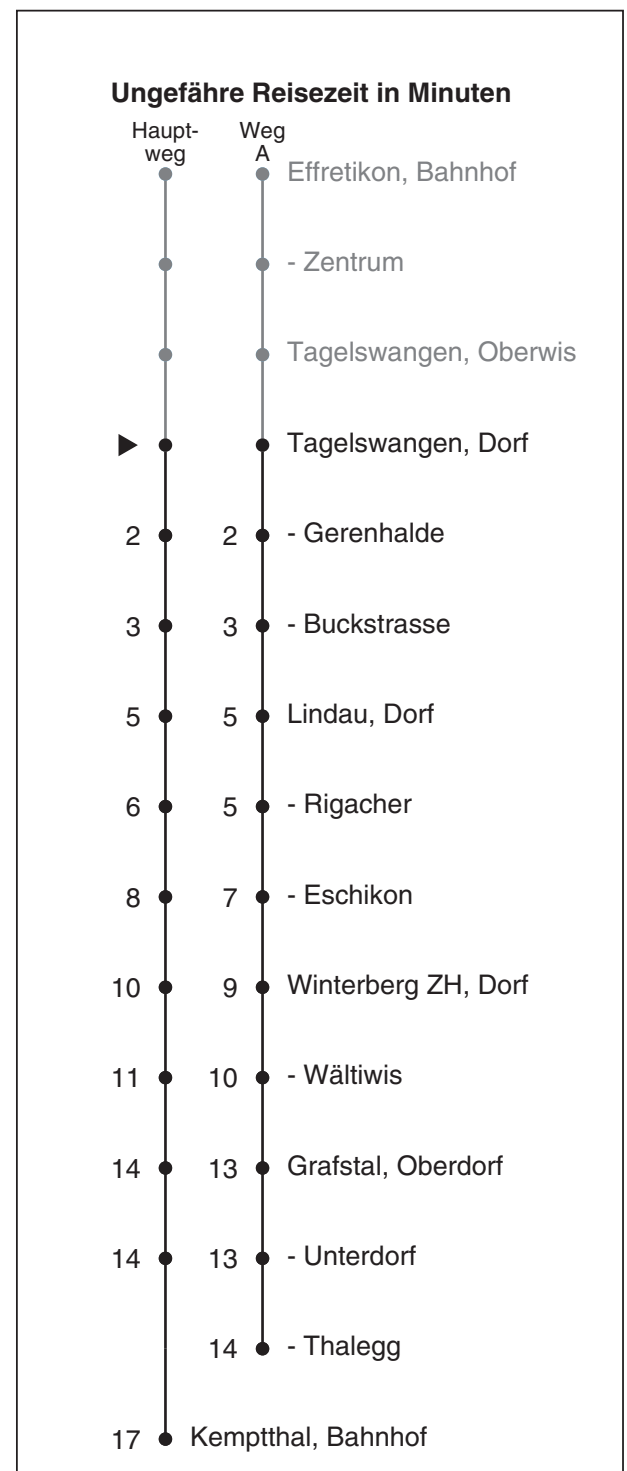 Ungefähre Reisezeit in Minuten
Haupt- Weg
weg A
Effretikon, Bahnhof
- Zentrum
Tagelswangen, Oberwis
Tagelswangen, Dorf
2 2 - Gerenhalde
3 3 - Buckstrasse
5 5 Lindau, Dorf
6 5 - Rigacher
8 7 - Eschikon
10 9 Winterberg ZH, Dorf
11 10 - Wältiwis
14 13 Grafstal, Oberdorf
14 13 - Unterdorf
14 - Thalegg
17 Kemptthal, Bahnhof